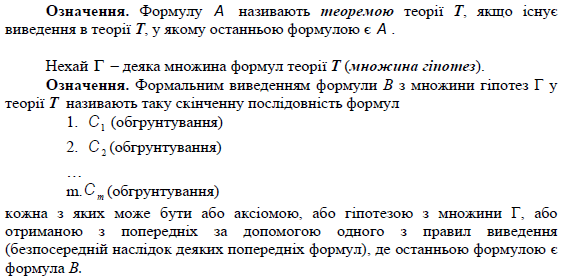 Означення. Формулу A називають теоремою теорії T, якщо існує
виведення в теорії T, у якому останньою формулою є A .
Нехай Γ – деяка множина формул теорії T (множина гіпотез).
Означення. Формальним виведенням формули B з множини гіпотез Γ у
теорії T називають таку скінченну послідовність формул
1. C₁ (обґрунтування)
2. C₂ (обґрунтування)
…
m. Cₘ (обґрунтування)
кожна з яких може бути або аксіомою, або гіпотезою з множини Γ, або
отриманою з попередніх за допомогою одного з правил виведення
(безпосередній наслідок деяких попередніх формул), де останньою формулою є
формула B.